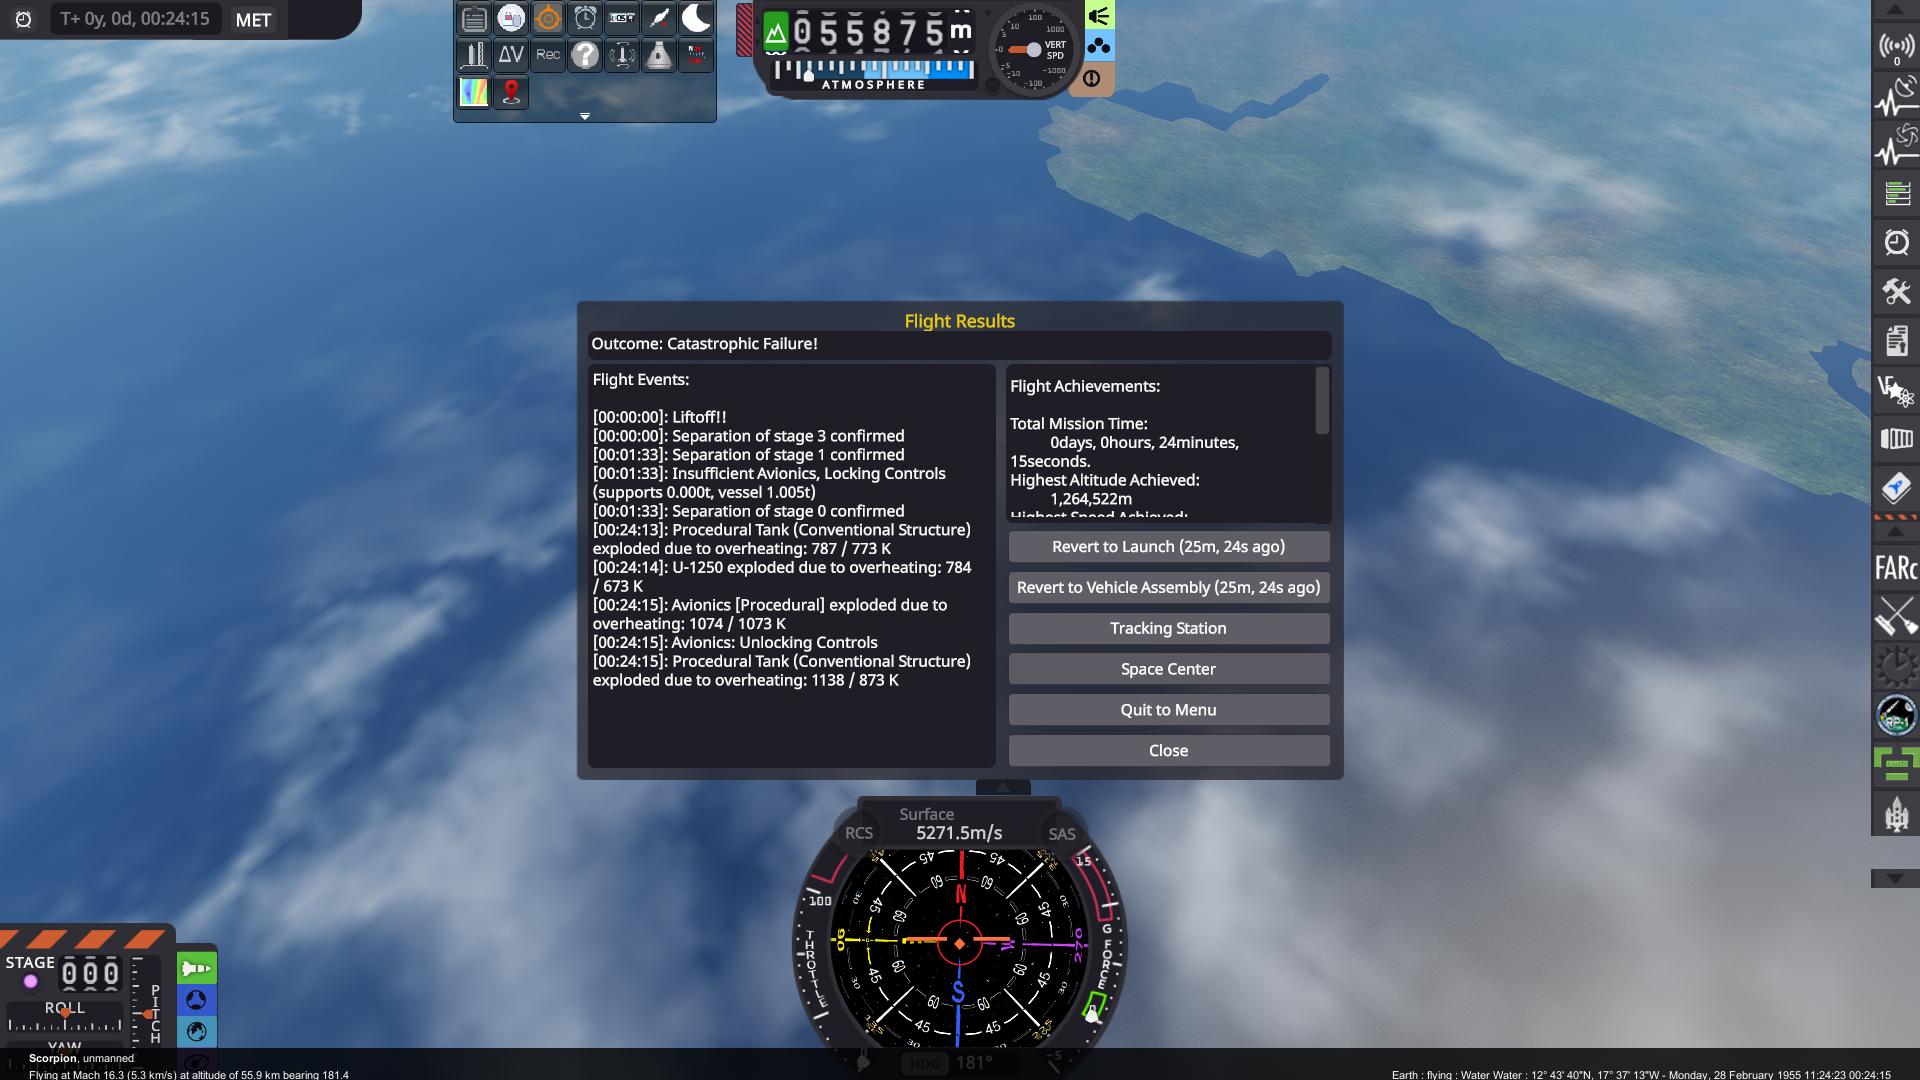 T+ 0y, 0d, 00:24:15 MET
ΔV
Rec
055875 m
ATMOSPHERE
VERT
SPD
0
FARc
RP-1
Flight Results
Outcome: Catastrophic Failure!
Flight Events:
[00:00:00]: Liftoff!!
[00:00:00]: Separation of stage 3 confirmed
[00:01:33]: Separation of stage 1 confirmed
[00:01:33]: Insufficient Avionics, Locking Controls
(supports 0.000t, vessel 1.005t)
[00:01:33]: Separation of stage 0 confirmed
[00:24:13]: Procedural Tank (Conventional Structure)
exploded due to overheating: 787 / 773 K
[00:24:14]: U-1250 exploded due to overheating: 784
/ 673 K
[00:24:15]: Avionics [Procedural] exploded due to
overheating: 1074 / 1073 K
[00:24:15]: Avionics: Unlocking Controls
[00:24:15]: Procedural Tank (Conventional Structure)
exploded due to overheating: 1138 / 873 K
Flight Achievements:
Total Mission Time:
0days, 0hours, 24minutes,
15seconds.
Highest Altitude Achieved:
1,264,522m
Highest Speed Achieved:
Revert to Launch (25m, 24s ago)
Revert to Vehicle Assembly (25m, 24s ago)
Tracking Station
Space Center
Quit to Menu
Close
Surface
5271.5m/s
RCS
SAS
THROTTLE
100
G FORCE
15
-5
N
S
W
HDG 181°
STAGE 000
ROLL
PITCH
YAW
Scorpion, unmanned
Flying at Mach 16.3 (5.3 km/s) at altitude of 55.9 km bearing 181.4
Earth : flying : Water Water : 12° 43' 40"N, 17° 37' 13"W - Monday, 28 February 1955 11:24:23 00:24:15